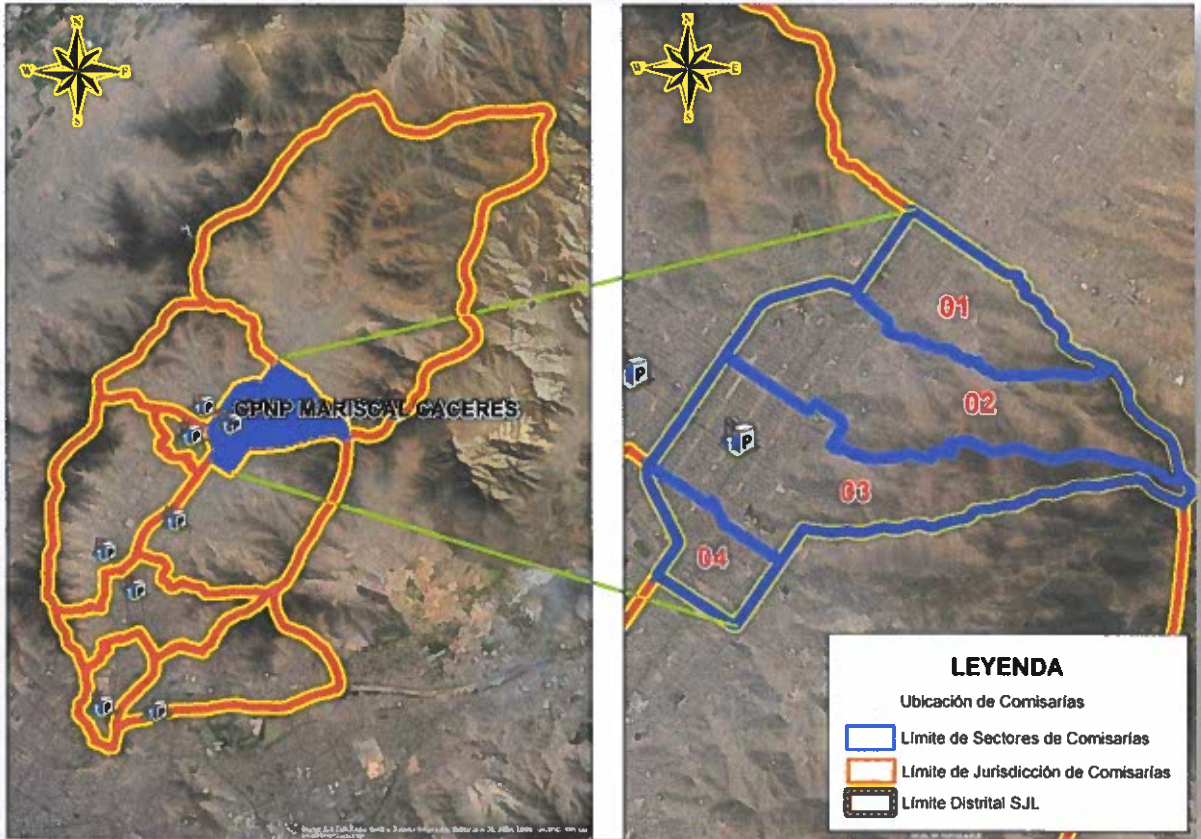 N
W E
S
CPNP MARISCAL CACERES
P
P
P
P
P
P
P
P
N
W E
S
01
02
03
04
P
P
LEYENDA
Ubicación de Comisarías
Límite de Sectores de Comisarías
Límite de Jurisdicción de Comisarías
Límite Distrital SJL